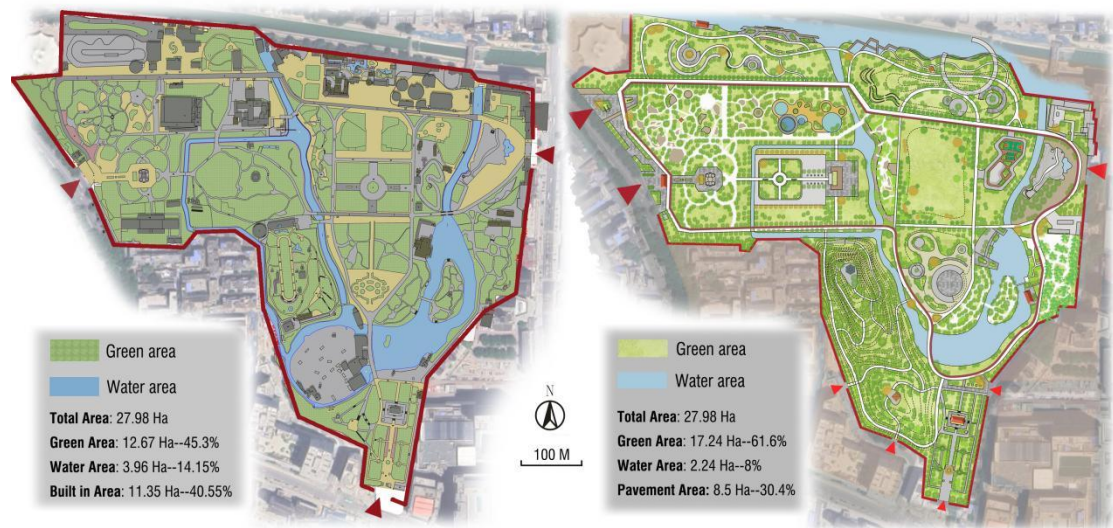 Green area
Water area
Total Area: 27.98 Ha
Green Area: 12.67 Ha--45.3%
Water Area: 3.96 Ha--14.15%
Built in Area: 11.35 Ha--40.55%
N
100 M
Green area
Water area
Total Area: 27.98 Ha
Green Area: 17.24 Ha--61.6%
Water Area: 2.24 Ha--8%
Pavement Area: 8.5 Ha--30.4%